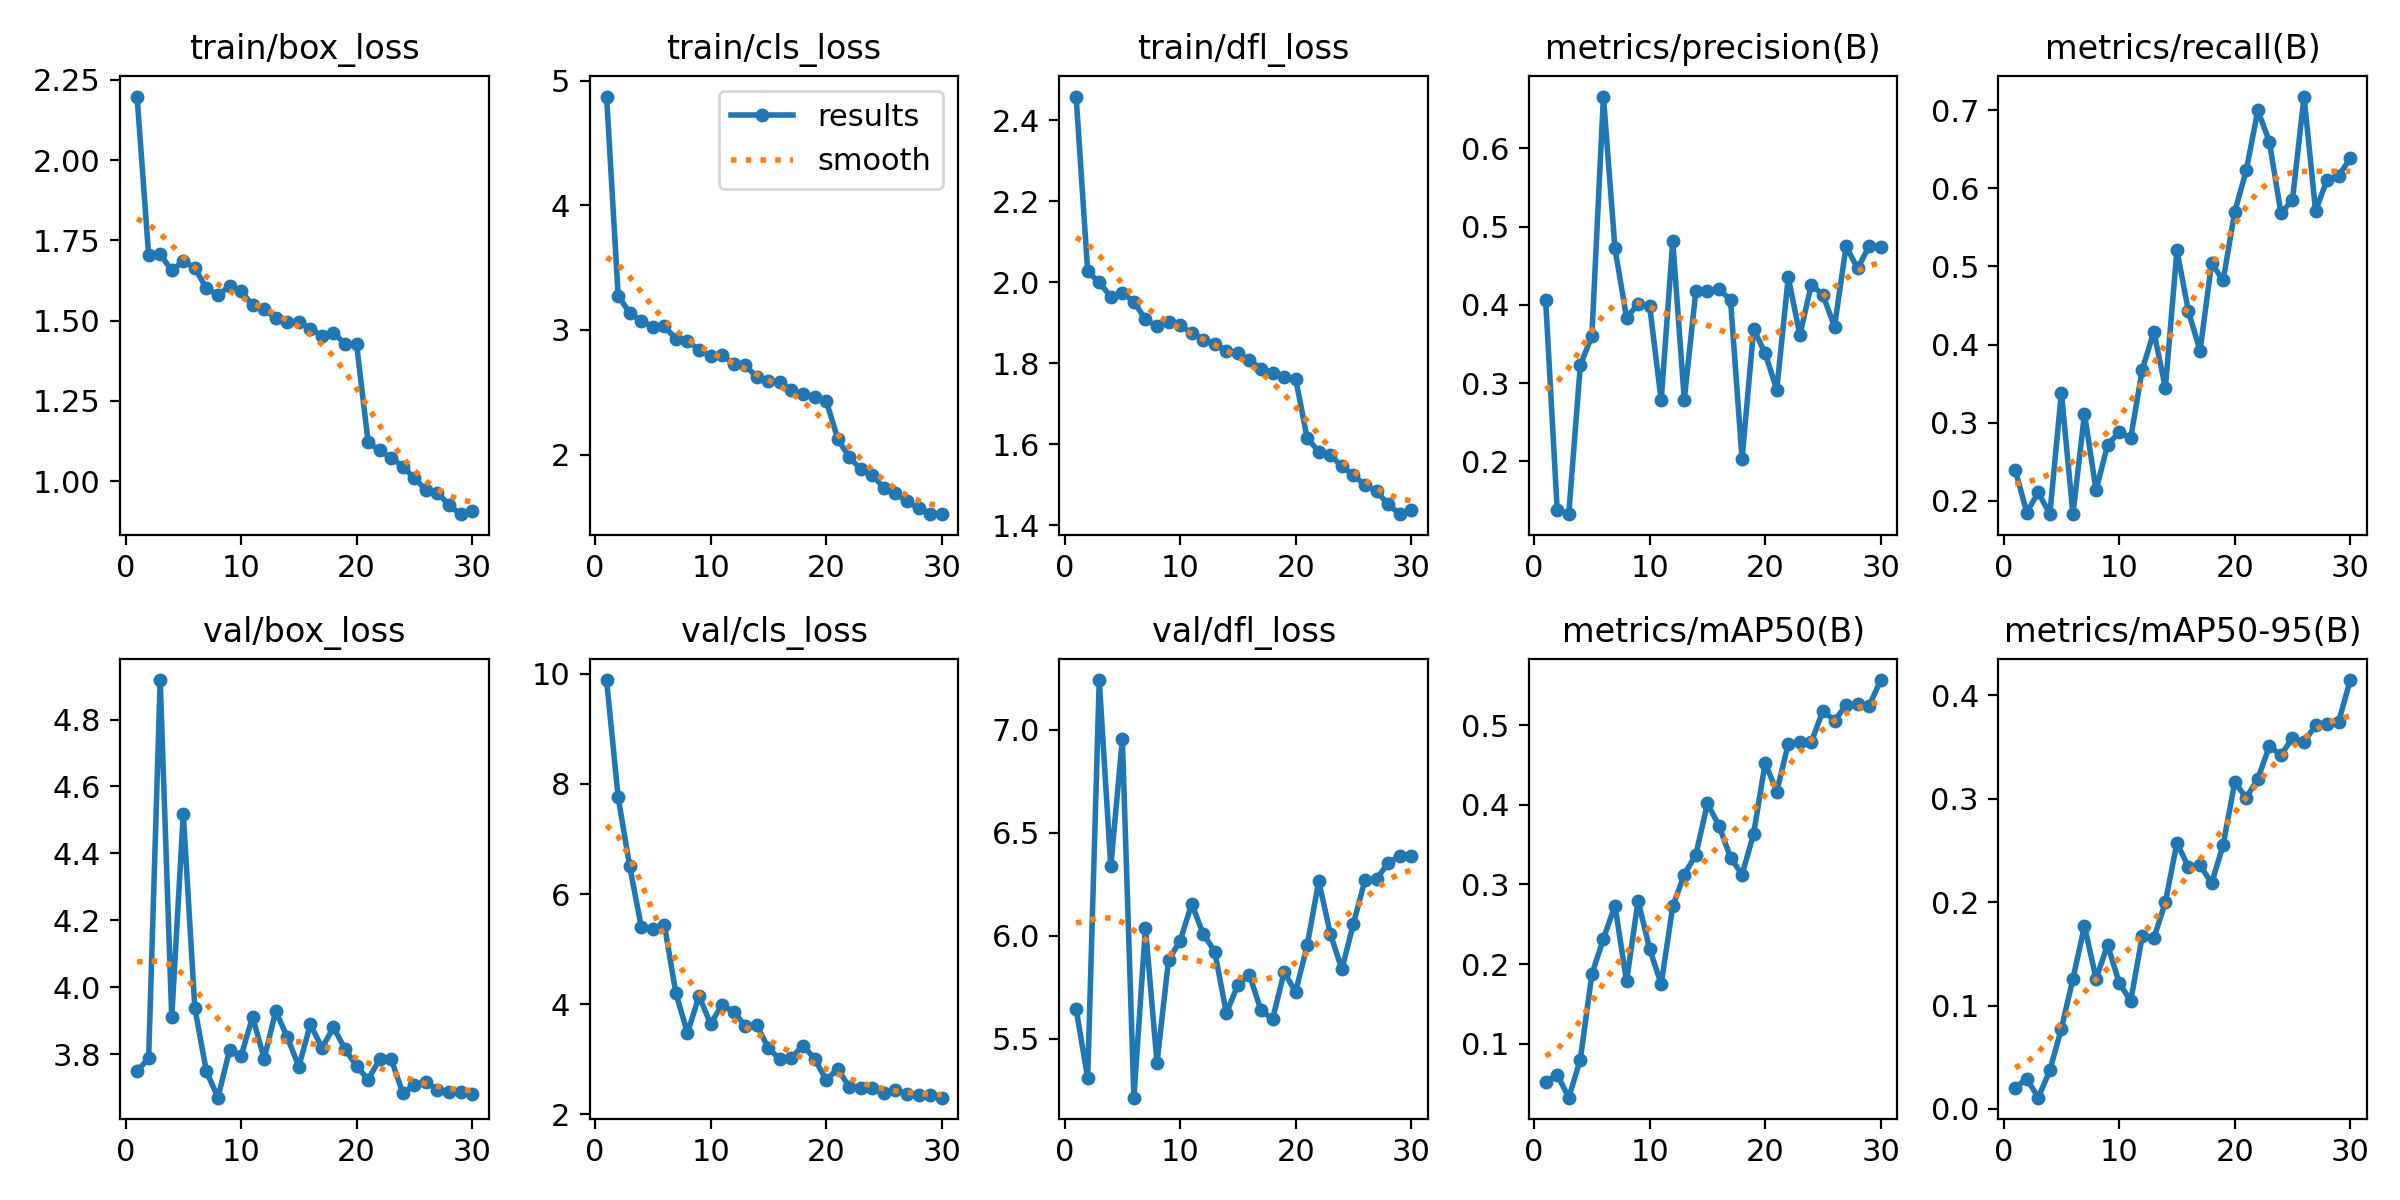 train/box_loss
2.25
2.00
1.75
1.50
1.25
1.00
0 10 20 30
train/cls_loss
results
smooth
5
4
3
2
0 10 20 30
train/dfl_loss
2.4
2.2
2.0
1.8
1.6
1.4
0 10 20 30
metrics/precision(B)
0.6
0.5
0.4
0.3
0.2
0 10 20 30
metrics/recall(B)
0.7
0.6
0.5
0.4
0.3
0.2
0 10 20 30
val/box_loss
4.8
4.6
4.4
4.2
4.0
3.8
0 10 20 30
val/cls_loss
10
8
6
4
2
0 10 20 30
val/dfl_loss
7.0
6.5
6.0
5.5
0 10 20 30
metrics/mAP50(B)
0.5
0.4
0.3
0.2
0.1
0 10 20 30
metrics/mAP50-95(B)
0.4
0.3
0.2
0.1
0.0
0 10 20 30